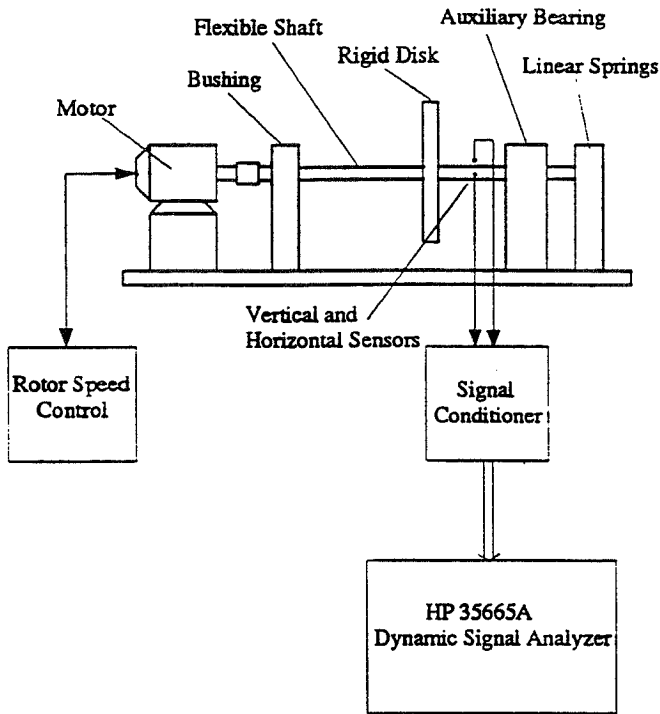 Auxiliary Bearing
Flexible Shaft
Rigid Disk
Linear Springs
Bushing
Motor
Vertical and
Horizontal Sensors
Rotor Speed
Control
Signal
Conditioner
HP 35665A
Dynamic Signal Analyzer